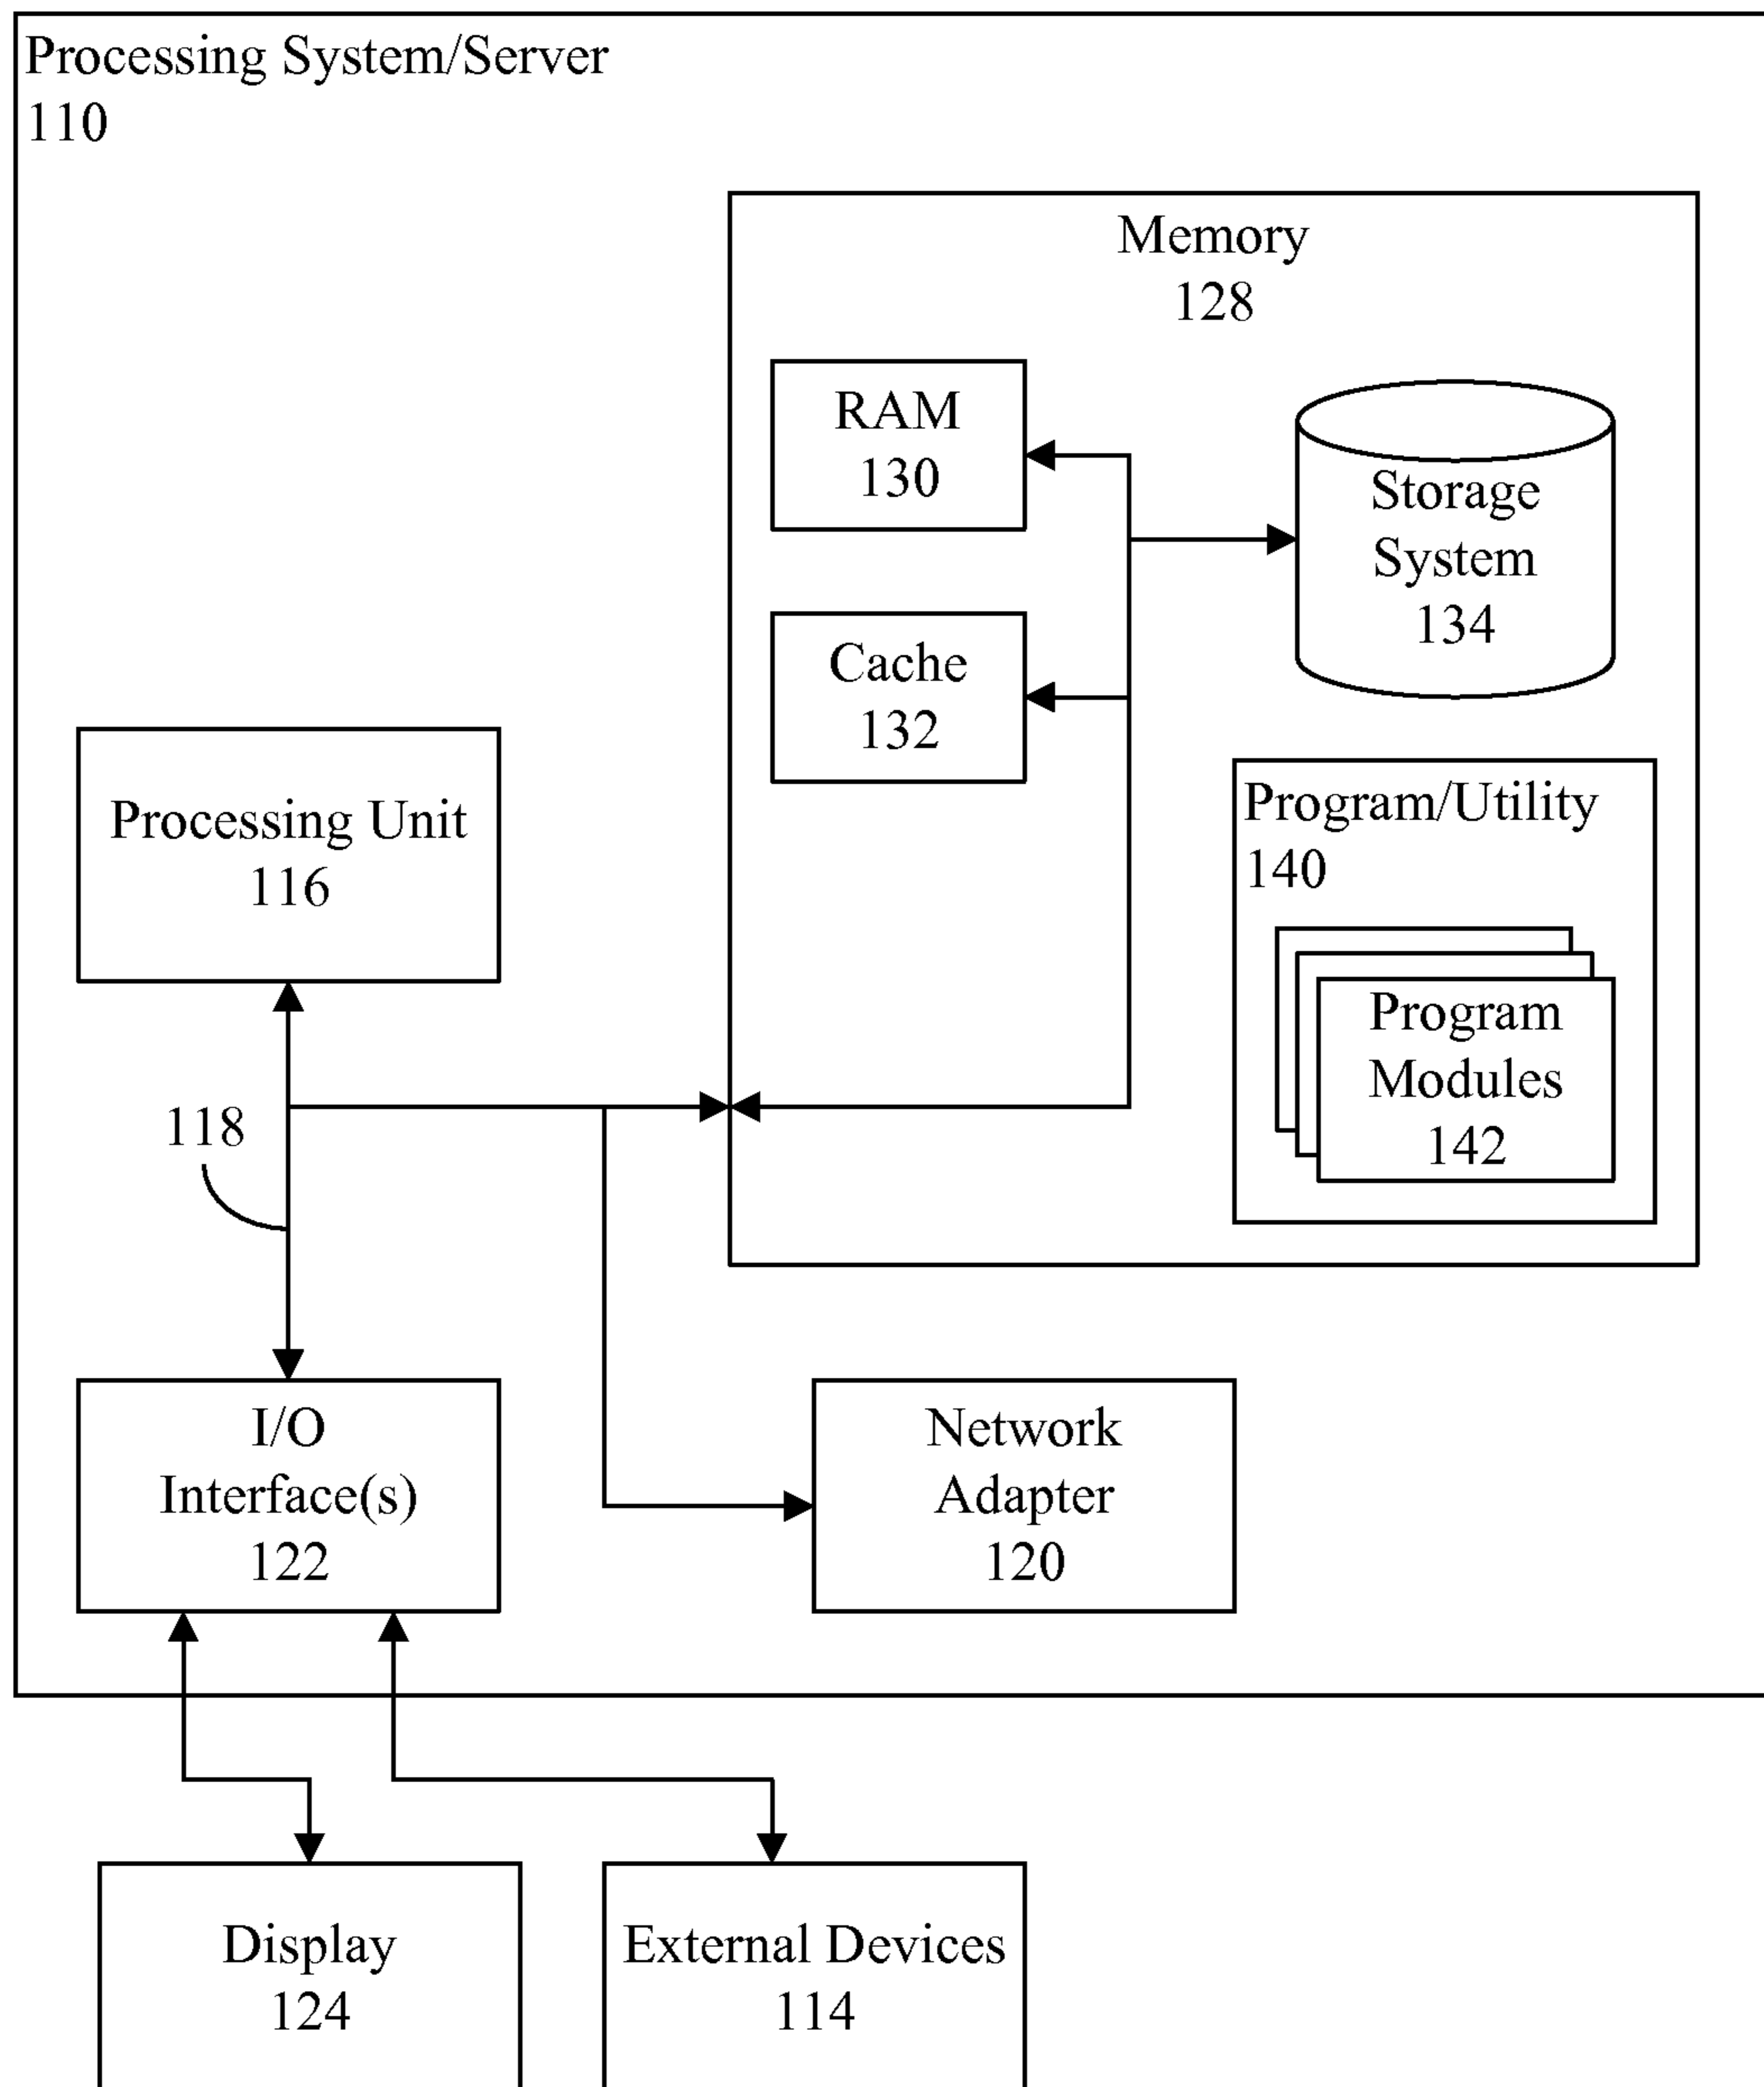 Processing System/Server
110
Memory
128
RAM
130
Storage
System
134
Cache
132
Processing Unit
116
Program/Utility
140
Program
Modules
142
118
I/O
Interface(s)
122
Network
Adapter
120
Display
124
External Devices
114